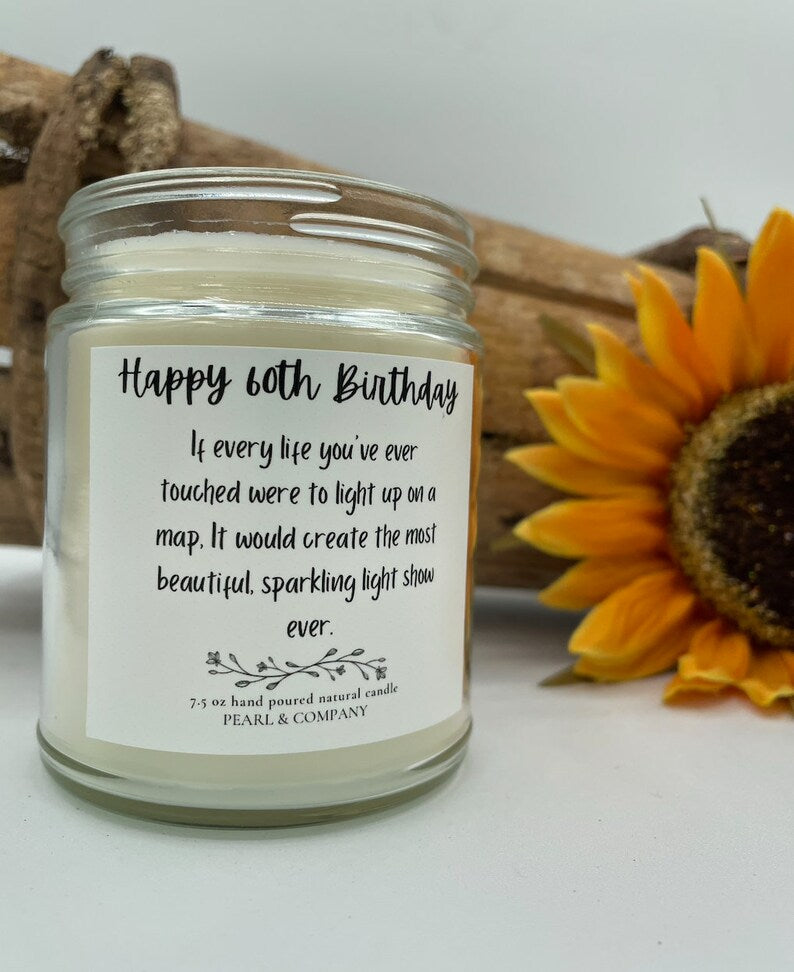 Happy 60th Birthday
If every life you've ever
touched were to light up on a
map, It would create the most
beautiful, sparkling light show
ever.
7.5 oz hand poured natural candle
PEARL & COMPANY